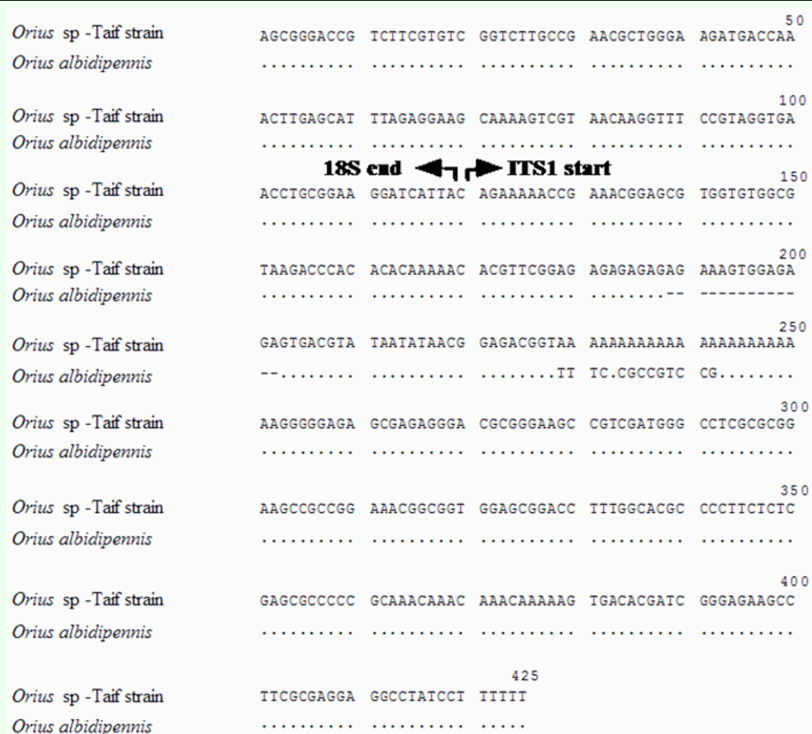 50
Orius sp -Taif strain AGCGGGACCG TCTTCGTGTC GGTCTTGCCG AACGCTGGGA AGATGACCAA
Orius albidipennis .......... .......... .......... .......... ..........
100
Orius sp -Taif strain ACTTGAGCAT TTAGAGGAAG CAAAAGTCGT AACAAGGTTT CCGTAGGTGA
Orius albidipennis .......... .......... .......... .......... ..........
18S end ITS1 start
150
Orius sp -Taif strain ACCTGCGGAA GGATCATTAC AGAAAAACCG AAACGGAGCG TGGTGTGGCG
Orius albidipennis .......... .......... .......... .......... ..........
200
Orius sp -Taif strain TAAGACCCAC ACACAAAAAC ACGTTCGGAG AGAGAGAGAG AAAGTGGAGA
Orius albidipennis .......... .......... .......... ........-- ----------
250
Orius sp -Taif strain GAGTGACGTA TAATATAACG GAGACGGTAA AAAAAAAAAA AAAAAAAAAA
Orius albidipennis --........ .......... ........TT TC.CGCCGTC CG........
300
Orius sp -Taif strain AAGGGGGAGA GCGAGAGGGA CGCGGGAAGC CGTCGATGGG CCTCGCGCGG
Orius albidipennis .......... .......... .......... .......... ..........
350
Orius sp -Taif strain AAGCCGCCGG AAACGGCGGT GGAGCGGACC TTTGGCACGC CCCTTCTCTC
Orius albidipennis .......... .......... .......... .......... ..........
400
Orius sp -Taif strain GAGCGCCCCC GCAAACAAAC AAACAAAAAG TGACACGATC GGGAGAAGCC
Orius albidipennis .......... .......... .......... .......... ..........
425
Orius sp -Taif strain TTCGCGAGGA GGCCTATCCT TTTTT
Orius albidipennis .......... .......... .....